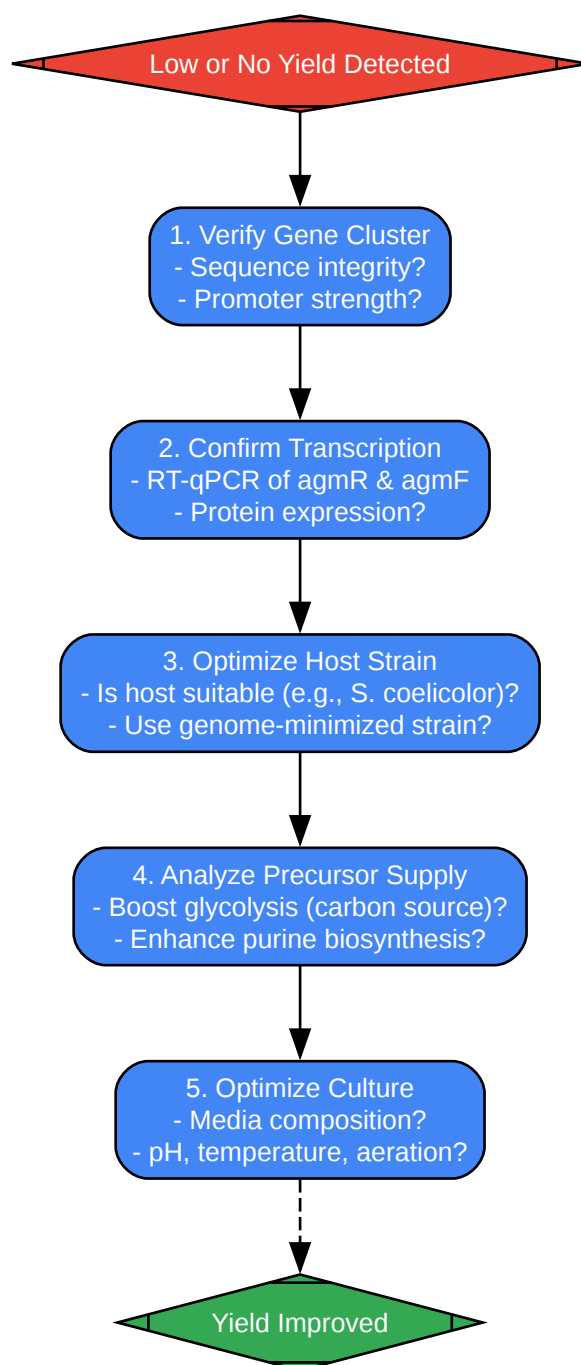 Low or No Yield Detected
1. Verify Gene Cluster
- Sequence integrity?
- Promoter strength?
2. Confirm Transcription
- RT-qPCR of agmR & agmF
- Protein expression?
3. Optimize Host Strain
- Is host suitable (e.g., S. coelicolor)?
- Use genome-minimized strain?
4. Analyze Precursor Supply
- Boost glycolysis (carbon source)?
- Enhance purine biosynthesis?
5. Optimize Culture
- Media composition?
- pH, temperature, aeration?
Yield Improved